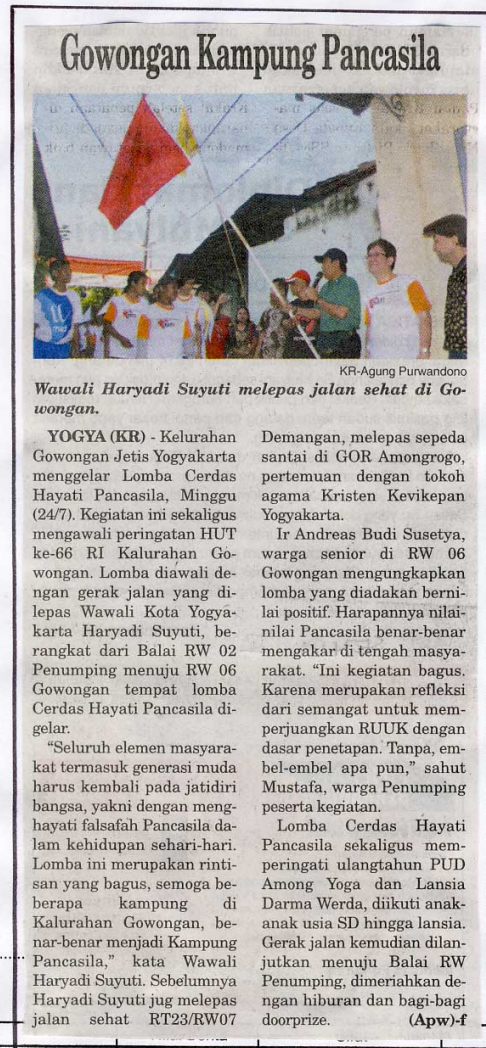 Gowongan Kampung Pancasila
KR-Agung Purwandono
Wawali Haryadi Suyuti melepas jalan sehat di Go-
wongan.
YOGYA (KR) - Kelurahan
Gowongan Jetis Yogyakarta
menggelar Lomba Cerdas
Hayati Pancasila, Minggu
(24/7). Kegiatan ini sekaligus
mengawali peringatan HUT
ke-66 RI Kalurahan Go-
wongan. Lomba diawali de-
ngan gerak jalan yang di-
lepas Wawali Kota Yogya-
karta Haryadi Suyuti, be-
rangkat dari Balai RW 02
Penumping menuju RW 06
Gowongan tempat lomba
Cerdas Hayati Pancasila di-
gelar.
"Seluruh elemen masyara-
kat termasuk generasi muda
harus kembali pada jatidiri
bangsa, yakni dengan meng-
hayati falsafah Pancasila da-
lam kehidupan sehari-hari.
Lomba ini merupakan rinti-
san yang bagus, semoga be-
berapa kampung di
Kalurahan Gowongan, be-
nar-benar menjadi Kampung
Pancasila," kata Wawali
Haryadi Suyuti. Sebelumnya
Haryadi Suyuti jug melepas
jalan sehat RT23/RW07
Demangan, melepas sepeda
santai di GOR Amongrogo,
pertemuan dengan tokoh
agama Kristen Kevikepan
Yogyakarta.
Ir Andreas Budi Susetya,
warga senior di RW 06
Gowongan mengungkapkan
lomba yang diadakan berni-
lai positif. Harapannya nilai-
nilai Pancasila benar-benar
mengakar di tengah masya-
rakat. "Ini kegiatan bagus.
Karena merupakan refleksi
dari semangat untuk mem-
perjuangkan RUUK dengan
dasar penetapan. Tanpa, em-
bel-embel apa pun," sahut
Mustafa, warga Penumping
peserta kegiatan.
Lomba Cerdas Hayati
Pancasila sekaligus mem-
peringati ulangtahun PUD
Among Yoga dan Lansia
Darma Werda, diikuti anak-
anak usia SD hingga lansia.
Gerak jalan kemudian dilan-
jutkan menuju Balai RW
Penumping, dimeriahkan de-
ngan hiburan dan bagi-bagi
doorprize. (Apw)-f